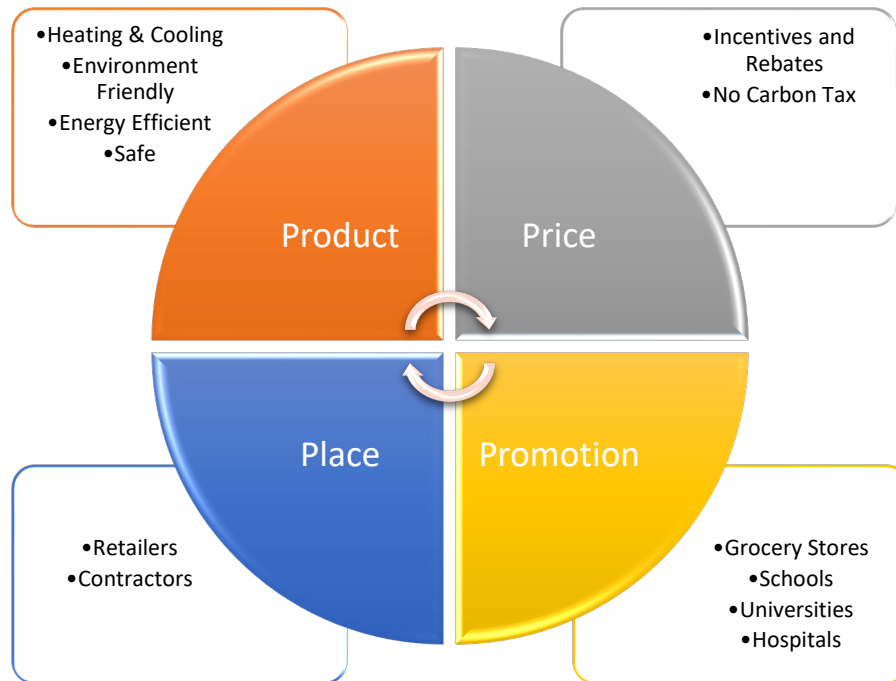 •Heating & Cooling
•Environment
Friendly
•Energy Efficient
•Safe
•Incentives and
Rebates
•No Carbon Tax
Product
Price
Place
Promotion
•Retailers
•Contractors
•Grocery Stores
•Schools
•Universities
•Hospitals